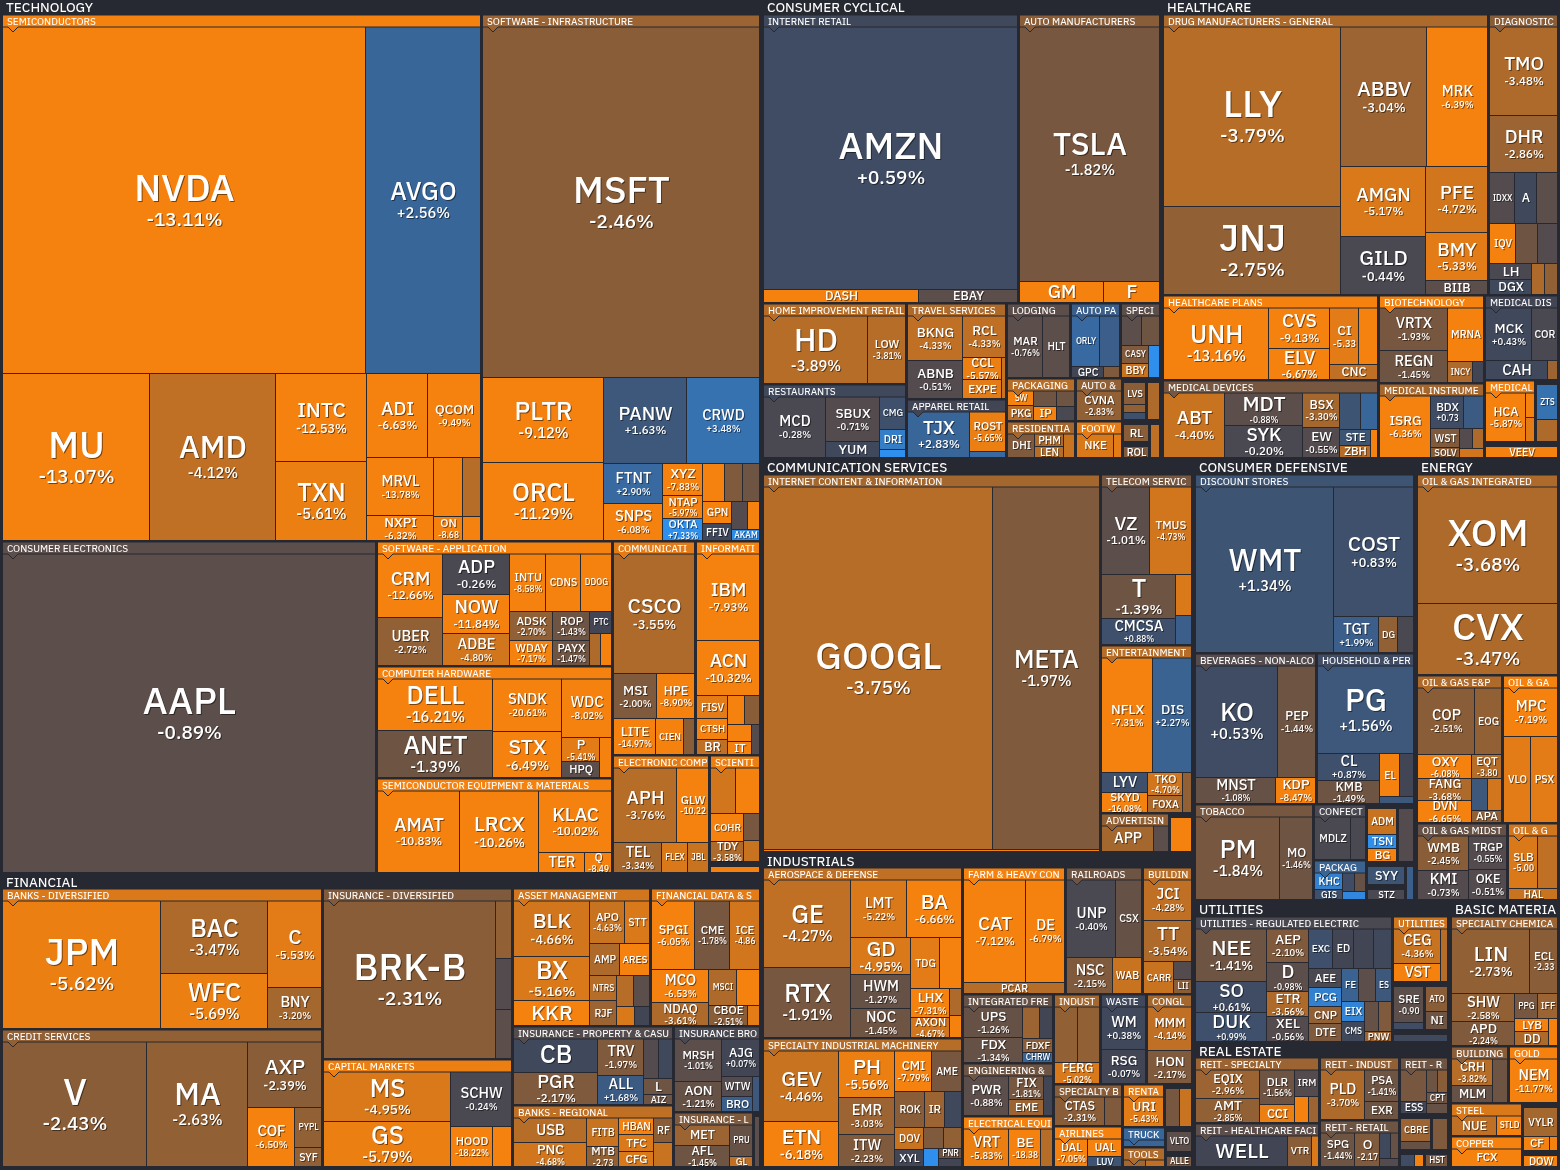 TECHNOLOGY
SEMICONDUCTORS
NVDA
-13.11%
AVGO
+2.56%
MU
-13.07%
AMD
-4.12%
INTC
-12.53%
TXN
-5.61%
ADI
-6.63%
QCOM
-9.49%
MRVL
-13.78%
NXPI
-6.32%
ON
-8.68
SOFTWARE - INFRASTRUCTURE
MSFT
-2.46%
PLTR
-9.12%
ORCL
-11.29%
PANW
+1.63%
CRWD
+3.48%
FTNT
+2.90%
SNPS
-6.08%
XYZ
-7.83%
NTAP
-5.97%
OKTA
+7.33%
GPN
FFIV
AKAM
CONSUMER ELECTRONICS
AAPL
-0.89%
SOFTWARE - APPLICATION
CRM
-12.66%
UBER
-2.72%
ADP
-0.26%
NOW
-11.84%
ADBE
-4.80%
INTU
-8.58%
CDNS
DDOG
ADSK
-2.70%
WDAY
-7.17%
ROP
-1.43%
PAYX
-1.47%
PTC
COMPUTER HARDWARE
DELL
-16.21%
ANET
-1.39%
SNDK
-20.61%
STX
-6.49%
WDC
-8.02%
P
-5.41%
HPQ
SEMICONDUCTOR EQUIPMENT & MATERIALS
AMAT
-10.83%
LRCX
-10.26%
KLAC
-10.02%
TER
Q
-8.49
COMMUNICATI
CSCO
-3.55%
MSI
-2.00%
HPE
-8.90%
LITE
-14.97%
CIEN
INFORMATI
IBM
-7.93%
ACN
-10.32%
FISV
CTSH
BR
IT
ELECTRONIC COMP
APH
-3.76%
GLW
-10.22
TEL
-3.34%
FLEX
JBL
SCIENTI
COHR
TDY
-3.58%
CONSUMER CYCLICAL
INTERNET RETAIL
AMZN
+0.59%
DASH
EBAY
AUTO MANUFACTURERS
TSLA
-1.82%
GM
F
HOME IMPROVEMENT RETAIL
HD
-3.89%
LOW
-3.81%
TRAVEL SERVICES
BKNG
-4.33%
ABNB
-0.51%
RCL
-4.33%
CCL
-5.57%
EXPE
LODGING
MAR
-0.76%
HLT
AUTO PA
ORLY
GPC
SPECI
CASY
BBY
RESTAURANTS
MCD
-0.28%
SBUX
-0.71%
YUM
CMG
DRI
APPAREL RETAIL
TJX
+2.83%
ROST
-5.65%
PACKAGING
SW
PKG
IP
AUTO &
CVNA
-2.83%
LVS
RESIDENTIA
DHI
PHM
LEN
FOOTW
NKE
RL
ROL
HEALTHCARE
DRUG MANUFACTURERS - GENERAL
LLY
-3.79%
JNJ
-2.75%
ABBV
-3.04%
MRK
-6.39%
AMGN
-5.17%
PFE
-4.72%
GILD
-0.44%
BMY
-5.33%
BIIB
DIAGNOSTIC
TMO
-3.48%
DHR
-2.86%
IDXX
A
IQV
LH
DGX
HEALTHCARE PLANS
UNH
-13.16%
CVS
-9.13%
ELV
-6.67%
CI
-5.33
CNC
BIOTECHNOLOGY
VRTX
-1.93%
REGN
-1.45%
MRNA
INCY
MEDICAL DIS
MCK
+0.43%
COR
CAH
MEDICAL DEVICES
ABT
-4.40%
MDT
-0.88%
SYK
-0.20%
BSX
-3.30%
EW
-0.55%
STE
ZBH
MEDICAL INSTRUME
ISRG
-6.36%
BDX
+0.73
WST
SOLV
MEDICAL
HCA
-5.87%
ZTS
VEEV
COMMUNICATION SERVICES
INTERNET CONTENT & INFORMATION
GOOGL
-3.75%
META
-1.97%
TELECOM SERVIC
VZ
-1.01%
TMUS
-4.73%
T
-1.39%
CMCSA
+0.88%
ENTERTAINMENT
NFLX
-7.31%
DIS
+2.27%
LYV
TKO
-4.70%
SKYD
-16.08%
FOXA
ADVERTISIN
APP
CONSUMER DEFENSIVE
DISCOUNT STORES
WMT
+1.34%
COST
+0.83%
TGT
+1.99%
DG
BEVERAGES - NON-ALCO
KO
+0.53%
PEP
-1.44%
MNST
-1.08%
KDP
-8.47%
HOUSEHOLD & PER
PG
+1.56%
CL
+0.87%
KMB
-1.49%
EL
TOBACCO
PM
-1.84%
MO
-1.46%
CONFECT
MDLZ
ADM
TSN
BG
PACKAG
KHC
GIS
SYY
STZ
ENERGY
OIL & GAS INTEGRATED
XOM
-3.68%
CVX
-3.47%
OIL & GAS E&P
COP
-2.51%
EOG
OXY
-6.08%
FANG
-3.68%
DVN
-6.65%
EQT
-3.80
APA
OIL & GA
MPC
-7.19%
VLO
PSX
OIL & GAS MIDST
WMB
-2.45%
TRGP
-0.55%
KMI
-0.73%
OKE
-0.51%
OIL & G
SLB
-5.00
HAL
FINANCIAL
BANKS - DIVERSIFIED
JPM
-5.62%
BAC
-3.47%
WFC
-5.69%
C
-5.53%
BNY
-3.20%
CREDIT SERVICES
V
-2.43%
MA
-2.63%
AXP
-2.39%
COF
-6.50%
PYPL
SYF
INSURANCE - DIVERSIFIED
BRK-B
-2.31%
CAPITAL MARKETS
MS
-4.95%
GS
-5.79%
SCHW
-0.24%
HOOD
-18.22%
ASSET MANAGEMENT
BLK
-4.66%
BX
-5.16%
KKR
APO
-4.63%
STT
AMP
ARES
NTRS
RJF
FINANCIAL DATA & S
SPGI
-6.05%
CME
-1.78%
ICE
-4.86
MCO
-6.53%
MSCI
NDAQ
-3.61%
CBOE
-2.51%
INSURANCE - PROPERTY & CASU
CB
PGR
-2.17%
TRV
-1.97%
ALL
+1.68%
L
AIZ
INSURANCE BRO
MRSH
-1.01%
AJG
+0.07%
AON
-1.21%
WTW
BRO
BANKS - REGIONAL
USB
PNC
-4.68%
FITB
MTB
-2.73
HBAN
TFC
CFG
RF
INSURANCE - L
MET
AFL
-1.45%
PRU
GL
INDUSTRIALS
AEROSPACE & DEFENSE
GE
-4.27%
RTX
-1.91%
LMT
-5.22%
BA
-6.66%
GD
-4.95%
TDG
HWM
-1.27%
NOC
-1.45%
LHX
-7.31%
AXON
-4.67%
FARM & HEAVY CON
CAT
-7.12%
DE
-6.79%
PCAR
RAILROADS
UNP
-0.40%
CSX
NSC
-2.15%
WAB
BUILDIN
JCI
-4.28%
TT
-3.54%
CARR
LII
SPECIALTY INDUSTRIAL MACHINERY
GEV
-4.46%
ETN
-6.18%
PH
-5.56%
EMR
-3.03%
ITW
-2.23%
CMI
-7.79%
AME
ROK
IR
DOV
XYL
PNR
INTEGRATED FRE
UPS
-1.26%
FDX
-1.34%
FDXF
CHRW
INDUST
FERG
-5.02%
WASTE
WM
+0.38%
RSG
-0.07%
CONGL
MMM
-4.14%
HON
-2.17%
ENGINEERING &
PWR
-0.88%
FIX
-1.81%
EME
SPECIALTY B
CTAS
-2.31%
RENTA
URI
-5.43%
ELECTRICAL EQUI
VRT
-5.83%
BE
-18.38
AIRLINES
DAL
-7.05%
UAL
LUV
TRUCK
TOOLS
VLTO
ALLE
UTILITIES
UTILITIES - REGULATED ELECTRIC
NEE
-1.41%
SO
+0.61%
DUK
+0.99%
AEP
-2.10%
D
-0.98%
ETR
-3.56%
XEL
-0.56%
EXC
ED
AEE
PCG
CNP
DTE
FE
EIX
CMS
ES
PNW
UTILITIES
CEG
-4.36%
VST
SRE
-0.90
ATO
NI
REAL ESTATE
REIT - SPECIALTY
EQIX
-2.96%
AMT
-2.85%
DLR
-1.56%
IRM
CCI
REIT - INDUST
PLD
-3.70%
PSA
-1.41%
EXR
REIT - R
ESS
CPT
REIT - HEALTHCARE FACI
WELL
VTR
REIT - RETAIL
SPG
-1.44%
O
-2.17
CBRE
HST
BASIC MATERIA
SPECIALTY CHEMICA
LIN
-2.73%
ECL
-2.33
SHW
-2.58%
APD
-2.24%
PPG
IFF
LYB
DD
BUILDING
CRH
-3.82%
MLM
GOLD
NEM
-11.77%
STEEL
NUE
STLD
VYLR
COPPER
FCX
CF
DOW